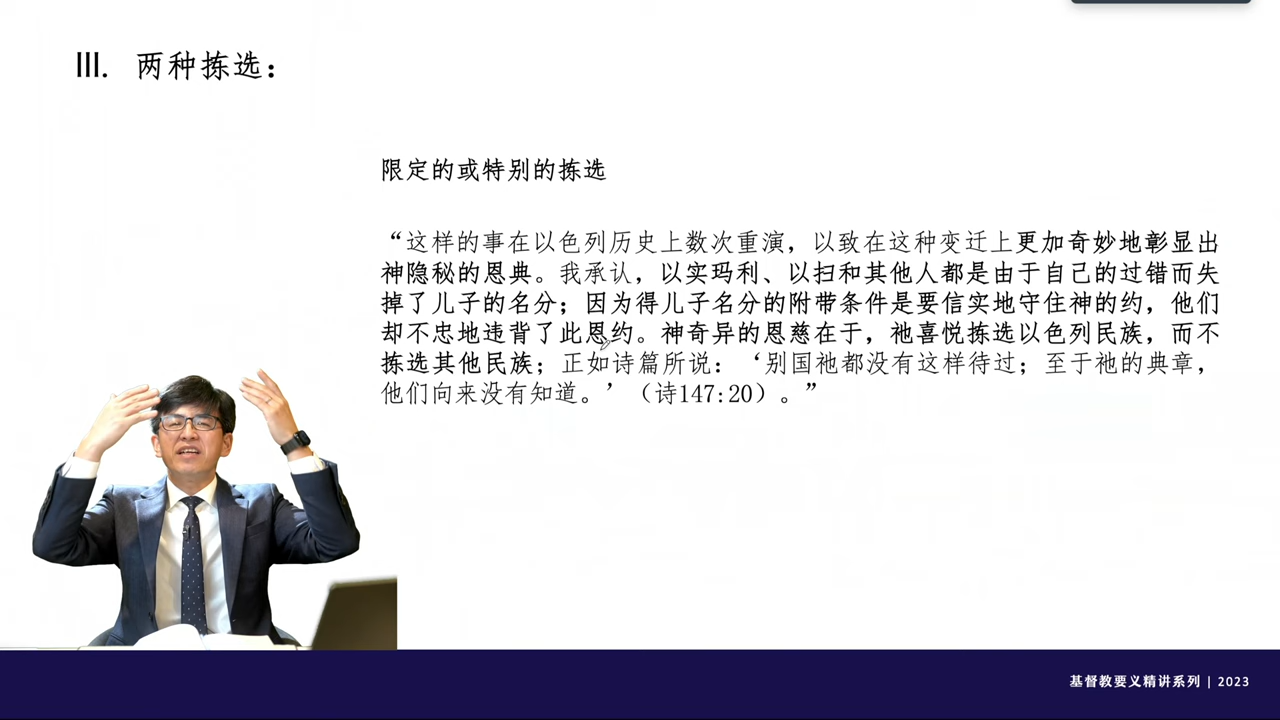 III. 两种拣选：
限定的或特别的拣选
“这样的事在以色列历史上数次重演，以致在这种变迁上更加奇妙地彰显出
神隐秘的恩典。我承认，以实玛利、以扫和其他人都是由于自己的过错而失
掉了儿子的名分；因为得儿子名分的附带条件是要信实地守住神的约，他们
却不忠地违背了此恩约。神奇异的恩慈在于，祂喜悦拣选以色列民族，而不
拣选其他民族；正如诗篇所说：‘别国祂都没有这样待过；至于祂的典章，
他们向来没有知道。’（诗147:20）。”
基督教要义精讲系列 | 2023